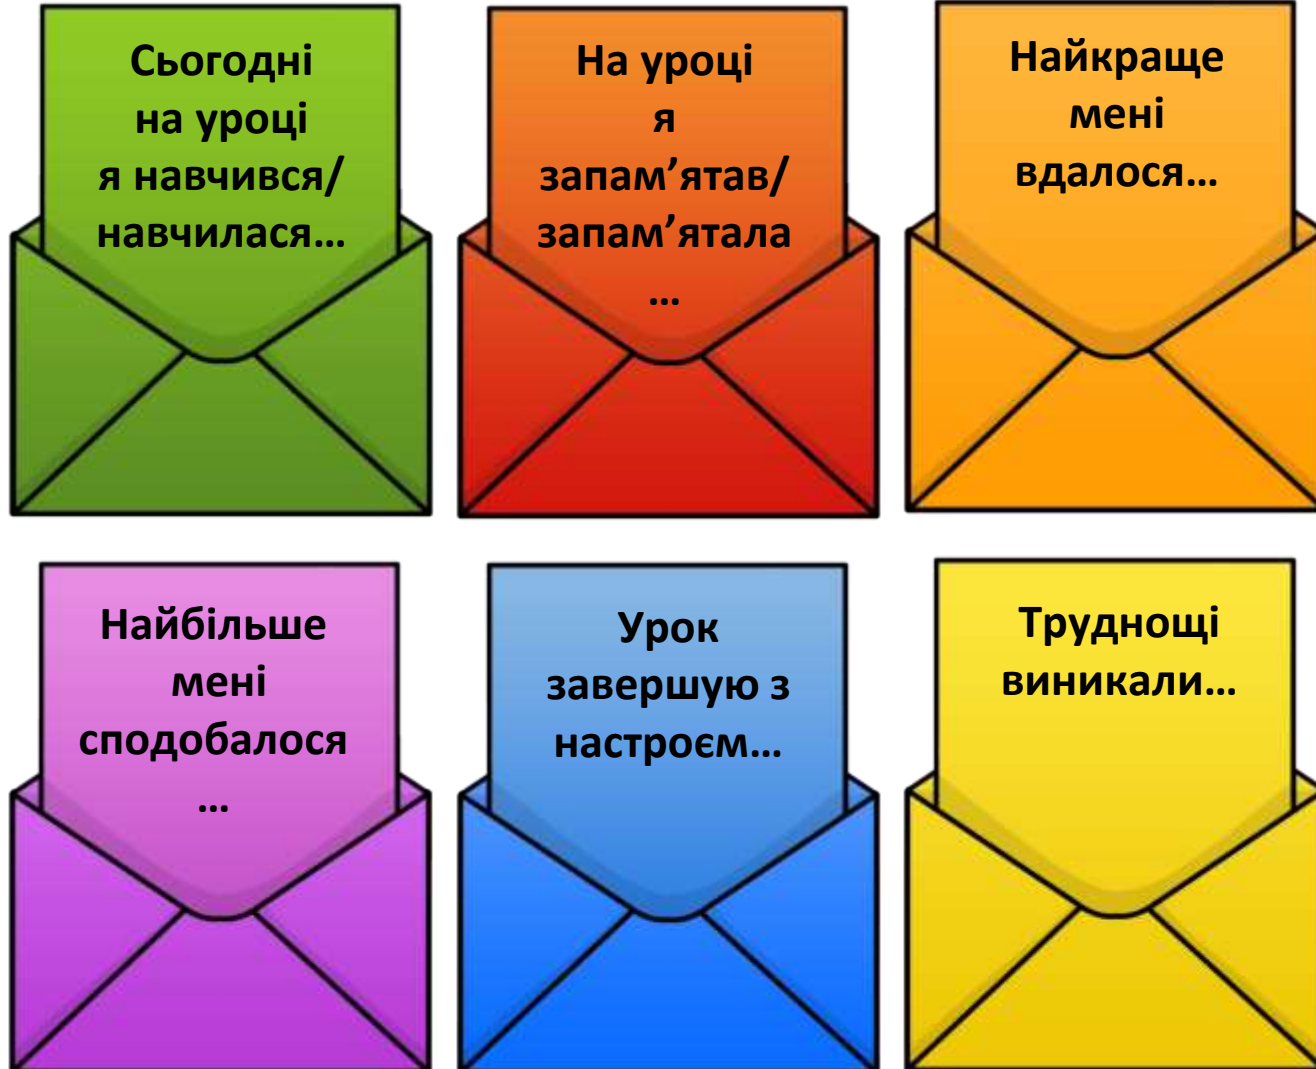 Сьогодні
на уроці
я навчився/
навчилася…
На уроці
я
запам’ятав/
запам’ятала
…
Найкраще
мені
вдалося…
Найбільше
мені
сподобалося
…
Урок
завершую з
настроєм…
Труднощі
виникали…